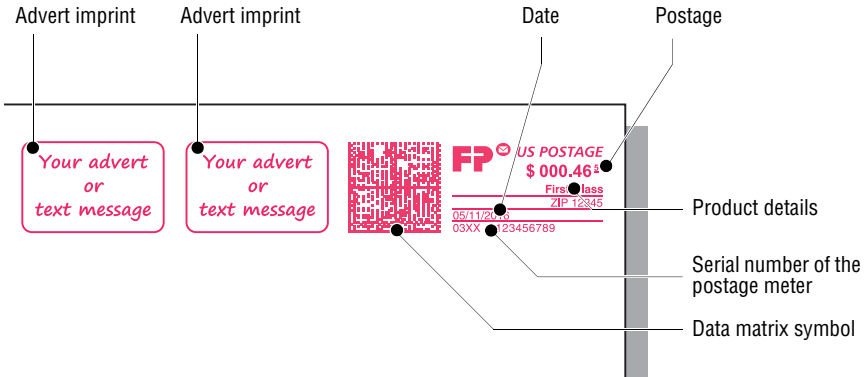 Advert imprint
Advert imprint
Date
Postage
Your advert
or
text message
Your advert
or
text message
FP
US POSTAGE
$ 000.46⁵
First Class
ZIP 12345
05/11/2016
03XX 123456789
Product details
Serial number of the
postage meter
Data matrix symbol